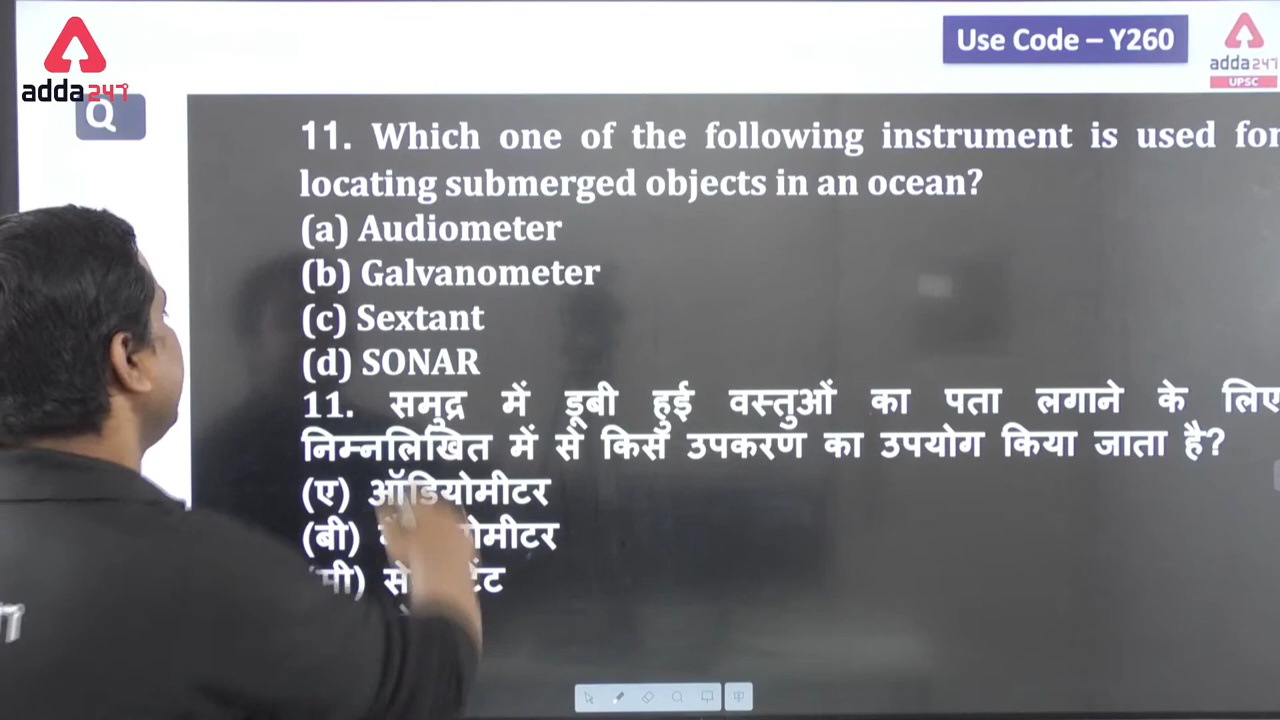 adda247
Use Code – Y260
adda247
UPSC
Q
11. Which one of the following instrument is used for
locating submerged objects in an ocean?
(a) Audiometer
(b) Galvanometer
(c) Sextant
(d) SONAR
11. समुद्र में डूबी हुई वस्तुओं का पता लगाने के लिए
निम्नलिखित में से किस उपकरण का उपयोग किया जाता है?
(ए) ऑडियोमीटर
(बी)